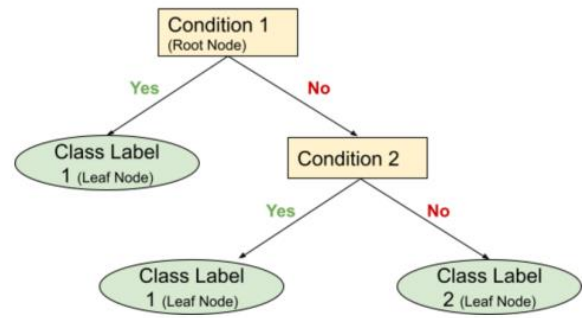 Condition 1
(Root Node)
Yes
No
Class Label
1 (Leaf Node)
Condition 2
Yes
No
Class Label
1 (Leaf Node)
Class Label
2 (Leaf Node)